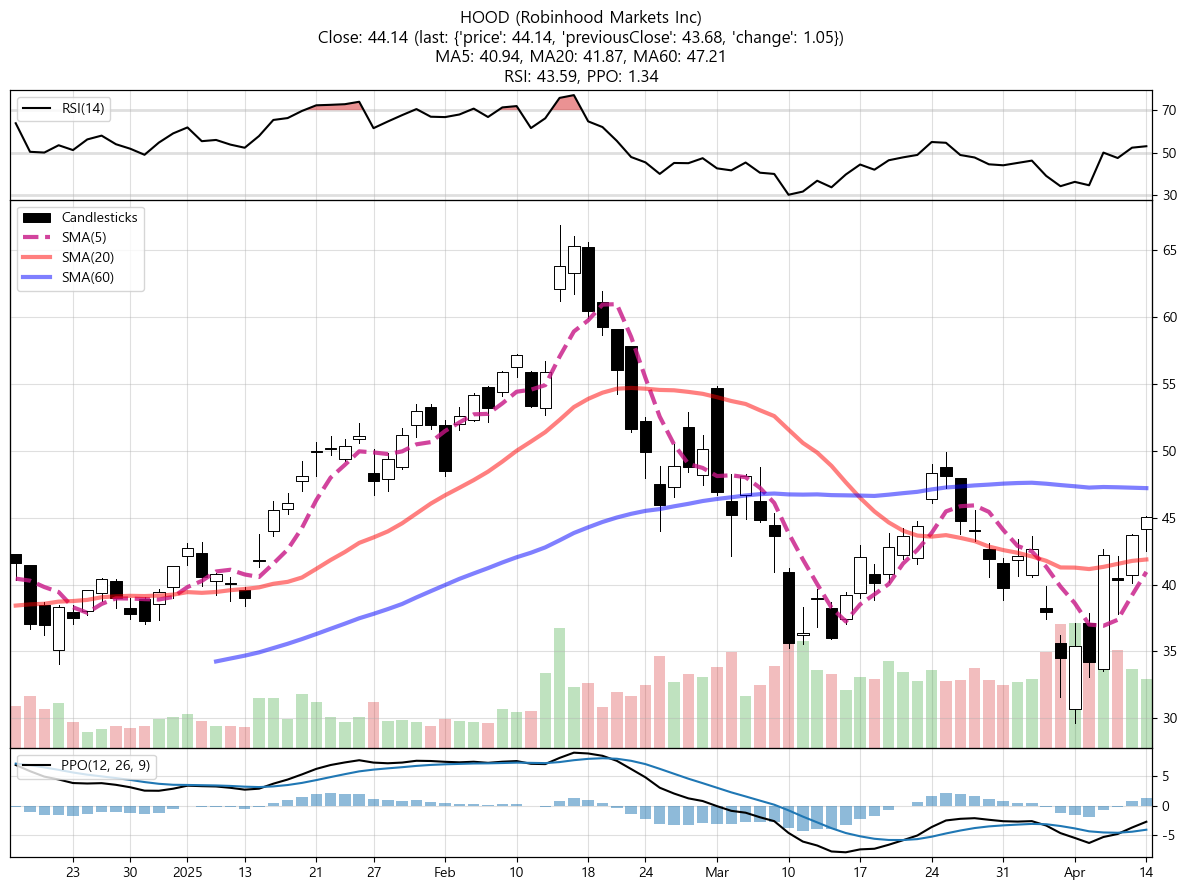 HOOD (Robinhood Markets Inc)
Close: 44.14 (last: {'price': 44.14, 'previousClose': 43.68, 'change': 1.05})
MA5: 40.94, MA20: 41.87, MA60: 47.21
RSI: 43.59, PPO: 1.34
RSI(14)
70
50
30
Candlesticks
SMA(5)
SMA(20)
SMA(60)
65
60
55
50
45
40
35
30
PPO(12, 26, 9)
5
0
-5
23 30 2025 13 21 27 Feb 10 18 24 Mar 10 17 24 31 Apr 14